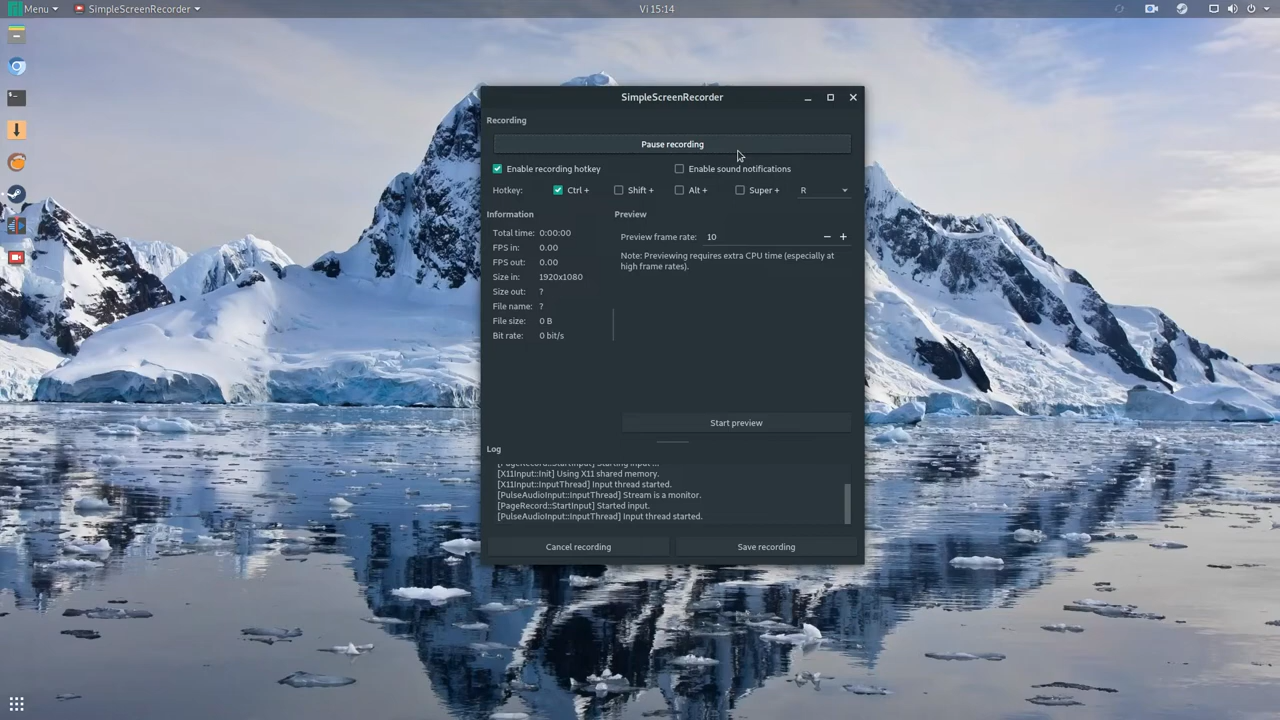 Menu
SimpleScreenRecorder
Vi 15:14
SimpleScreenRecorder
Recording
Pause recording
Enable recording hotkey
Enable sound notifications
Hotkey: Ctrl + Shift + Alt + Super + R
Information
Total time: 0:00:00
FPS in: 0.00
FPS out: 0.00
Size in: 1920x1080
Size out: ?
File name: ?
File size: 0 B
Bit rate: 0 bit/s
Preview
Preview frame rate: 10
Note: Previewing requires extra CPU time (especially at
high frame rates).
Start preview
Log
[PageRecord::StartInput] Starting input ...
[X11Input::Init] Using X11 shared memory.
[X11Input::InputThread] Input thread started.
[PulseAudioInput::InputThread] Stream is a monitor.
[PageRecord::StartInput] Started input.
[PulseAudioInput::InputThread] Input thread started.
Cancel recording
Save recording